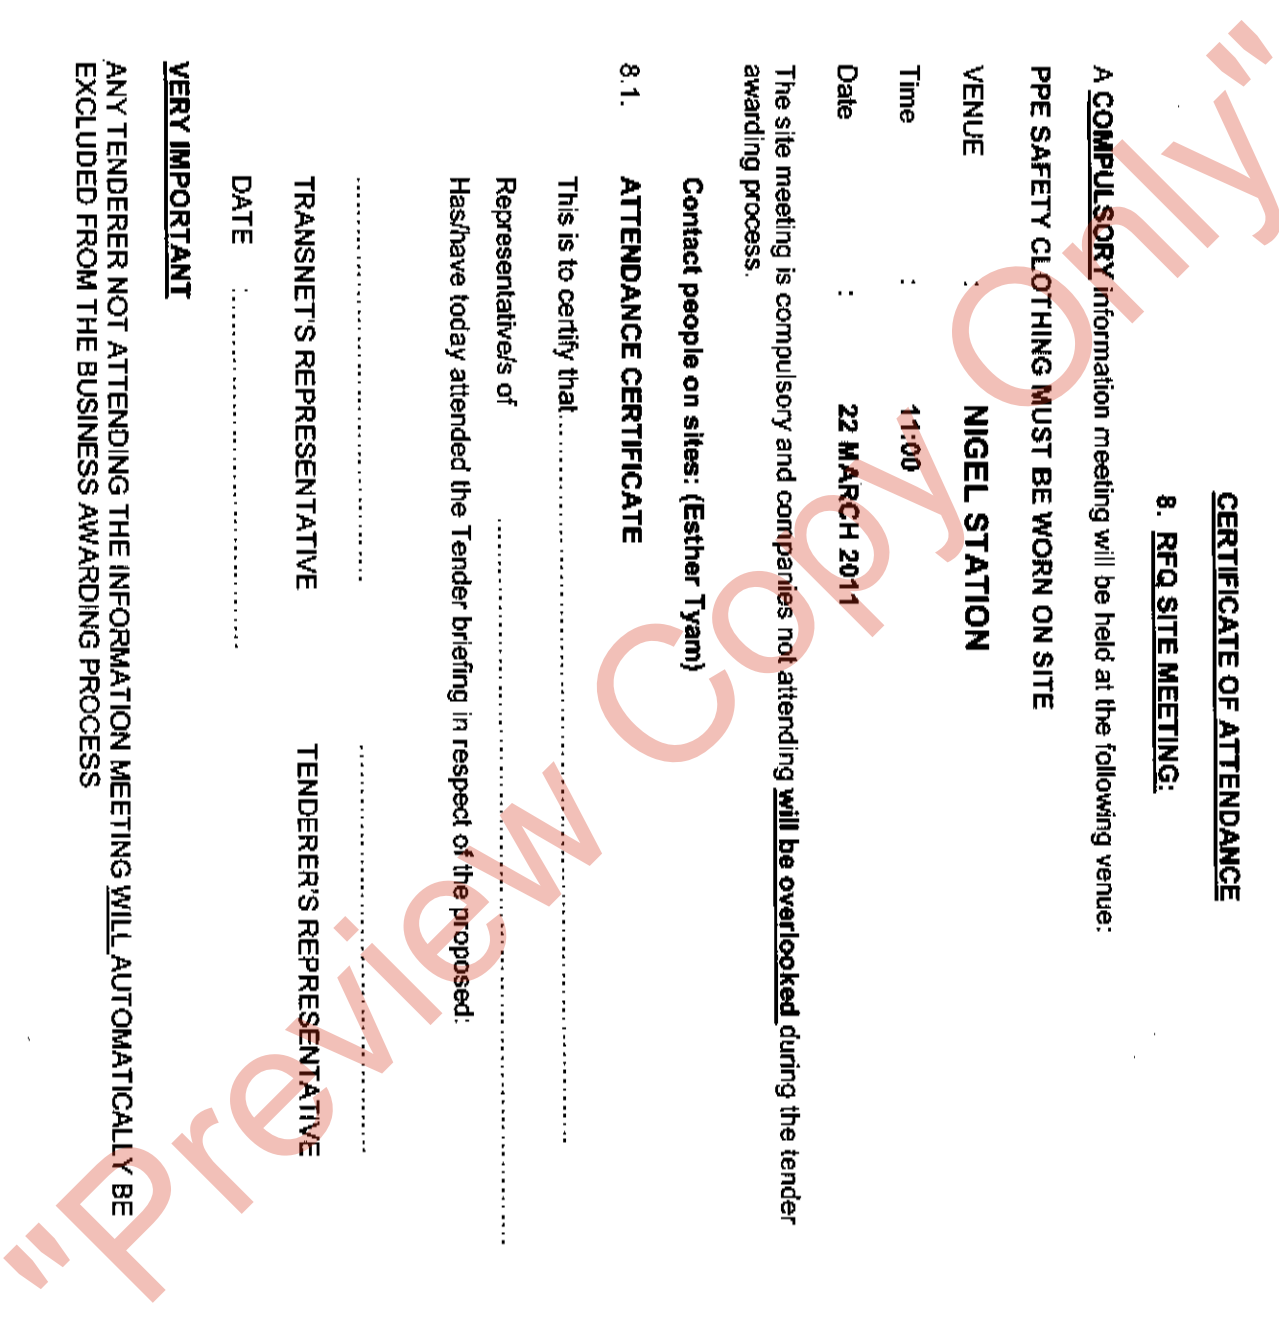 CERTIFICATE OF ATTENDANCE
8. RFQ SITE MEETING:
A COMPULSORY information meeting will be held at the following venue:
PPE SAFETY CLOTHING MUST BE WORN ON SITE
VENUE : NIGEL STATION
Time : 11:00
Date : 22 MARCH 2011
The site meeting is compulsory and companies not attending will be overlooked during the tender
awarding process.
Contact people on sites: (Esther Tyam)
8.1. ATTENDANCE CERTIFICATE
This is to certify that..............................................................................
Representative/s of ..............................................................................
Has/have today attended the Tender briefing in respect of the proposed:
............................................. .............................................
TRANSNET'S REPRESENTATIVE TENDERER'S REPRESENTATIVE
DATE :.............................................
VERY IMPORTANT
ANY TENDERER NOT ATTENDING THE INFORMATION MEETING WILL AUTOMATICALLY BE
EXCLUDED FROM THE BUSINESS AWARDING PROCESS
"Preview Copy Only"